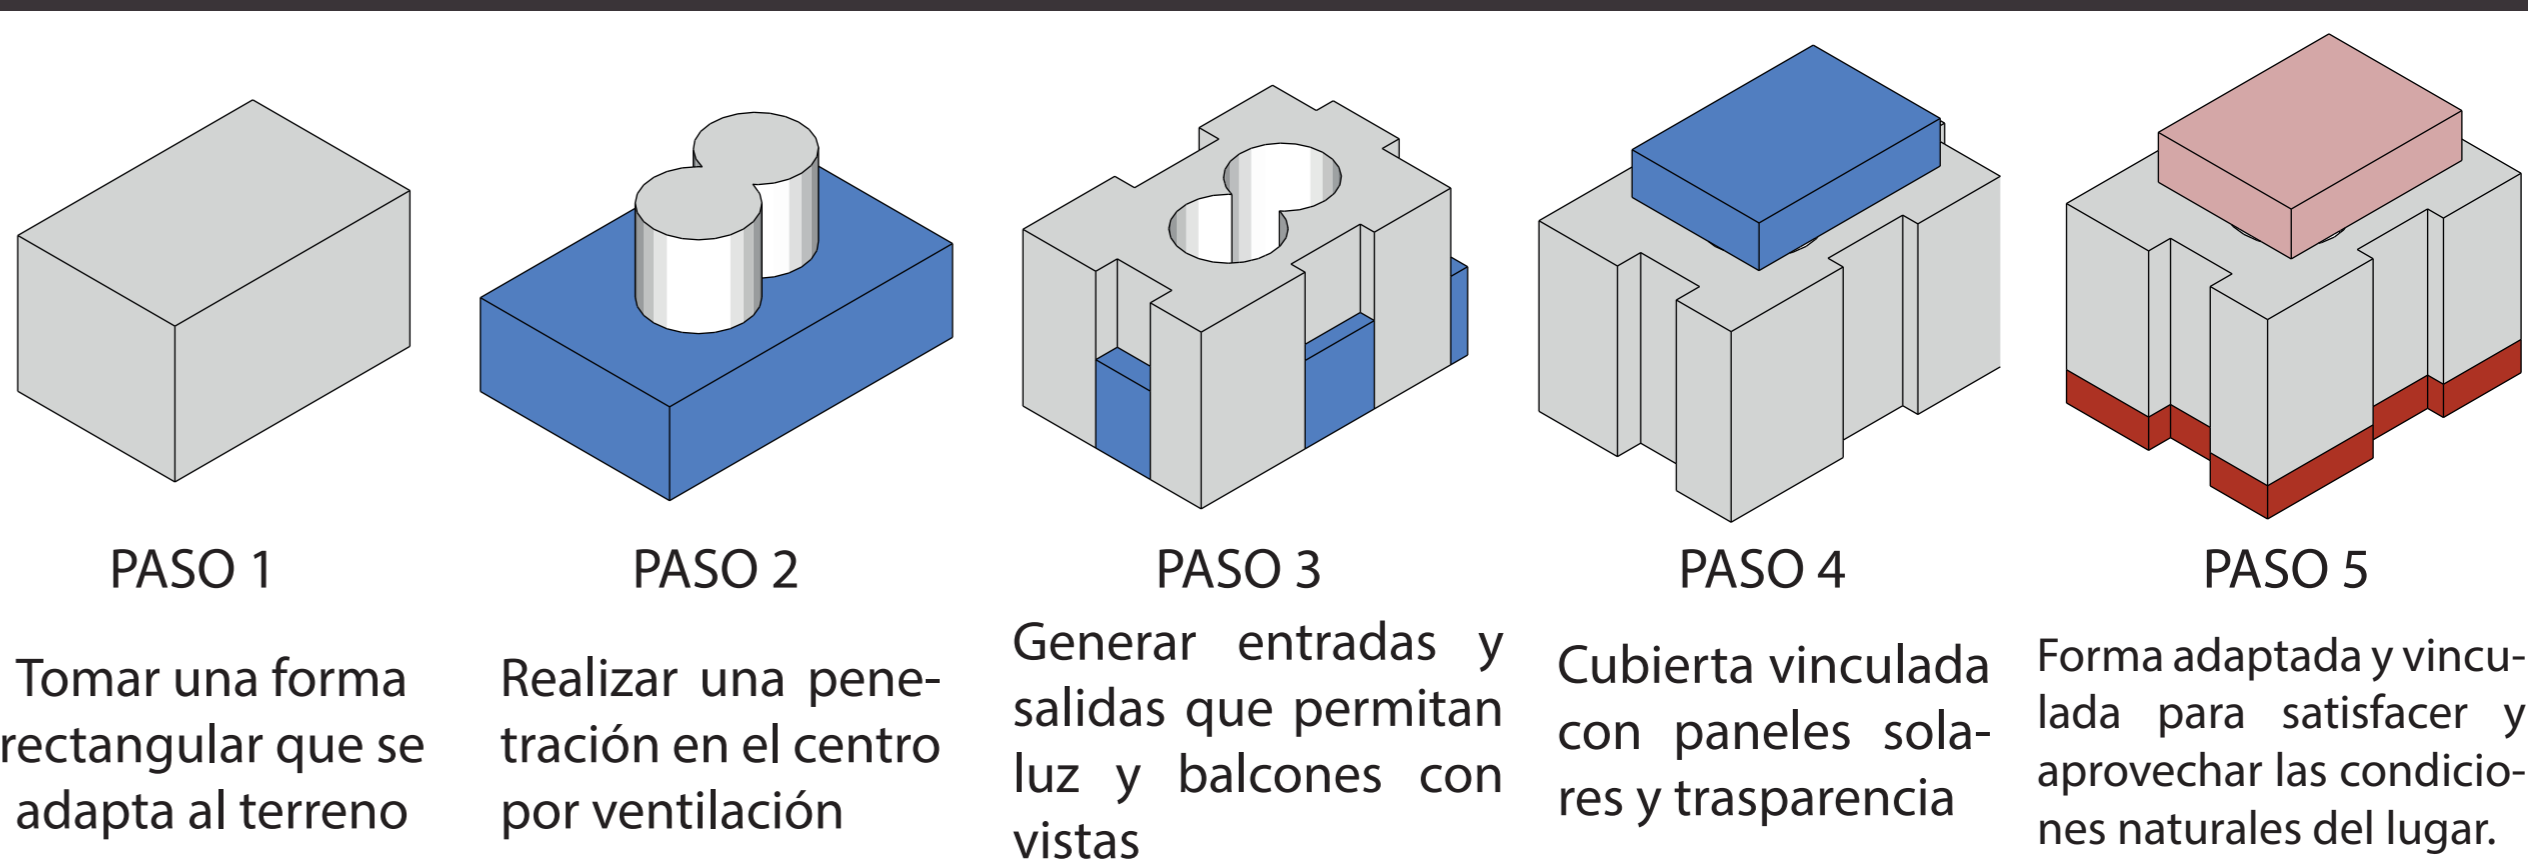 PASO 1
Tomar una forma
rectangular que se
adapta al terreno
PASO 2
Realizar una pene-
tración en el centro
por ventilación
PASO 3
Generar entradas y
salidas que permitan
luz y balcones con
vistas
PASO 4
Cubierta vinculada
con paneles sola-
res y trasparencia
PASO 5
Forma adaptada y vincu-
lada para satisfacer y
aprovechar las condicio-
nes naturales del lugar.